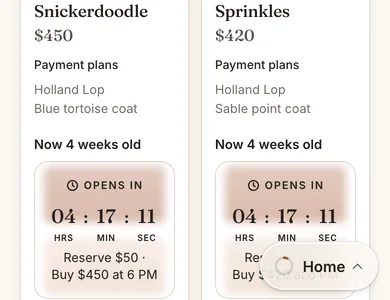 Snickerdoodle
$450
Payment plans
Holland Lop
Blue tortoise coat
Now 4 weeks old
OPENS IN
04 : 17 : 11
HRS MIN SEC
Reserve $50 ·
Buy $450 at 6 PM
Sprinkles
$420
Payment plans
Holland Lop
Sable point coat
Now 4 weeks old
OPENS IN
04 : 17 : 11
HRS MIN SEC
Buy
Home